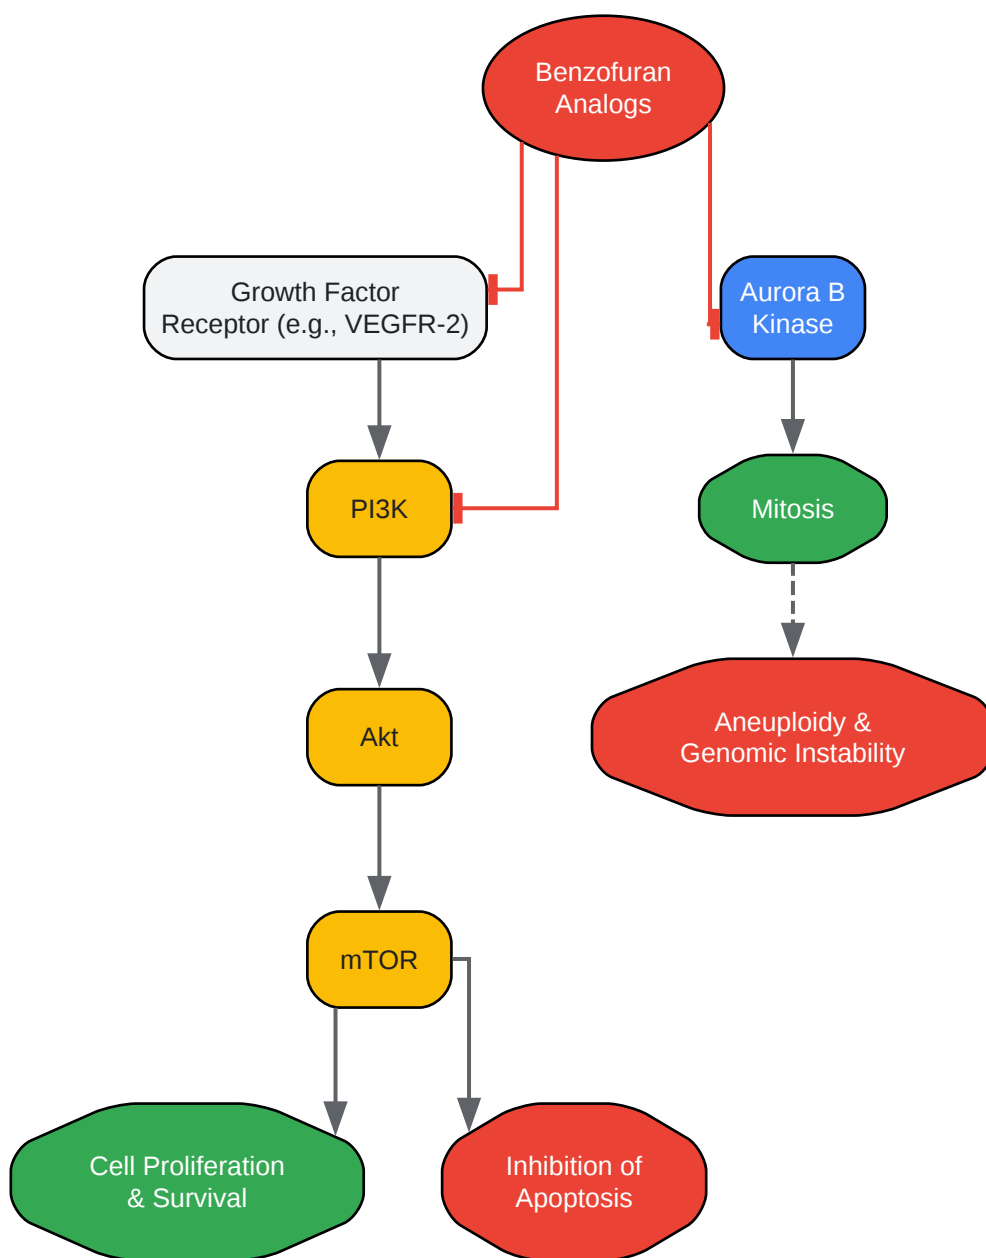 Benzofuran
Analogs
Growth Factor
Receptor (e.g., VEGFR-2)
Aurora B
Kinase
PI3K
Mitosis
Akt
Aneuploidy &
Genomic Instability
mTOR
Cell Proliferation
& Survival
Inhibition of
Apoptosis